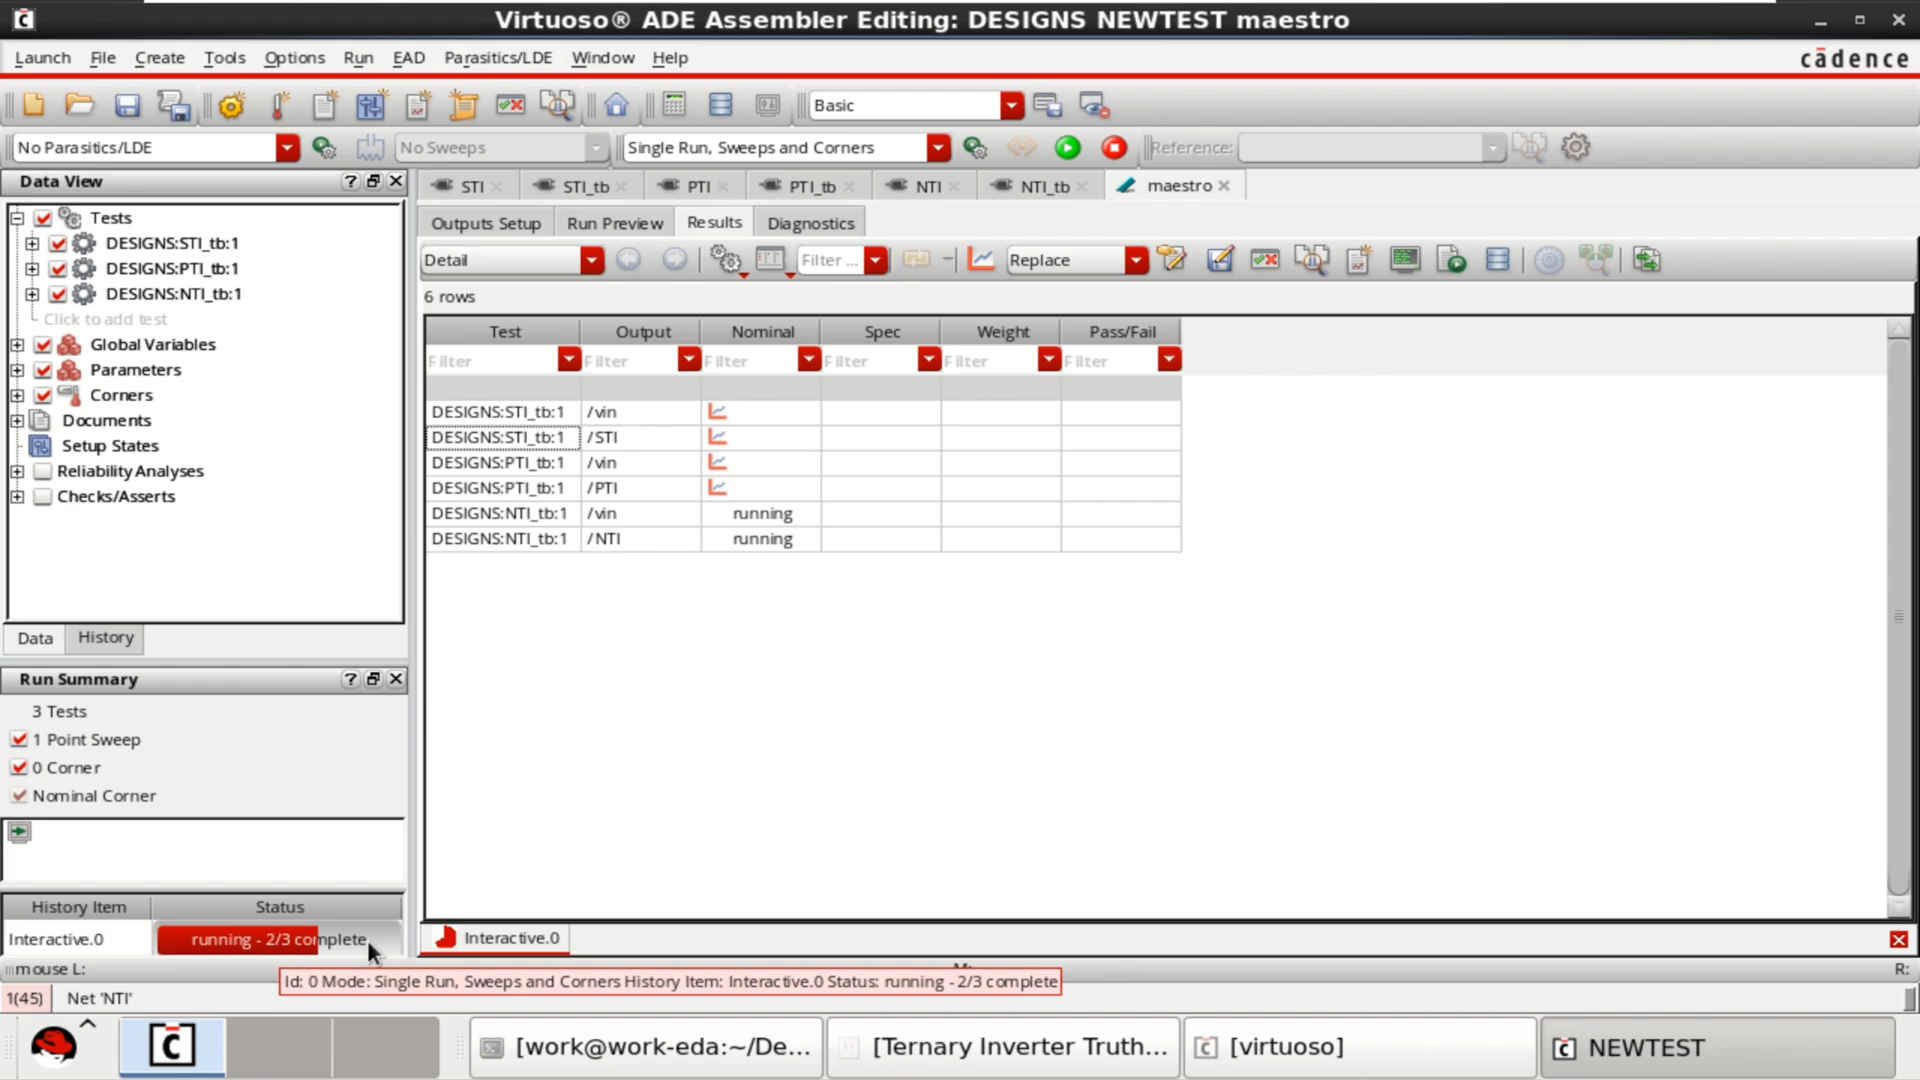 Virtuoso® ADE Assembler Editing: DESIGNS NEWTEST maestro
Launch File Create Tools Options Run EAD Parasitics/LDE Window Help
cādence
Basic
No Parasitics/LDE
No Sweeps
Single Run, Sweeps and Corners
Reference:
Data View
STI STI_tb PTI PTI_tb NTI NTI_tb maestro
Outputs Setup Run Preview Results Diagnostics
Detail
Filter ...
Replace
6 rows
Tests
DESIGNS:STI_tb:1
DESIGNS:PTI_tb:1
DESIGNS:NTI_tb:1
Click to add test
Global Variables
Parameters
Corners
Documents
Setup States
Reliability Analyses
Checks/Asserts
Data History
Test Output Nominal Spec Weight Pass/Fail
Filter Filter Filter Filter Filter Filter
DESIGNS:STI_tb:1 /vin
DESIGNS:STI_tb:1 /STI
DESIGNS:PTI_tb:1 /vin
DESIGNS:PTI_tb:1 /PTI
DESIGNS:NTI_tb:1 /vin running
DESIGNS:NTI_tb:1 /NTI running
Run Summary
3 Tests
1 Point Sweep
0 Corner
Nominal Corner
History Item Status
Interactive.0 running - 2/3 complete
Interactive.0
mouse L:
R:
Id: 0 Mode: Single Run, Sweeps and Corners History Item: Interactive.0 Status: running - 2/3 complete
1(45) Net 'NTI'
[work@work-eda:~/De...
[Ternary Inverter Truth...
[virtuoso]
NEWTEST